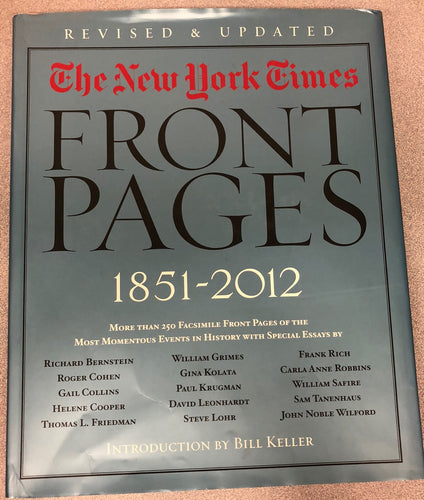 REVISED & UPDATED
The New York Times
FRONT
PAGES
1851-2012
MORE THAN 250 FACSIMILE FRONT PAGES OF THE
MOST MOMENTOUS EVENTS IN HISTORY WITH SPECIAL ESSAYS BY
RICHARD BERNSTEIN
ROGER COHEN
GAIL COLLINS
HELENE COOPER
THOMAS L. FRIEDMAN
WILLIAM GRIMES
GINA KOLATA
PAUL KRUGMAN
DAVID LEONHARDT
STEVE LOHR
FRANK RICH
CARLA ANNE ROBBINS
WILLIAM SAFIRE
SAM TANENHAUS
JOHN NOBLE WILFORD
INTRODUCTION BY BILL KELLER